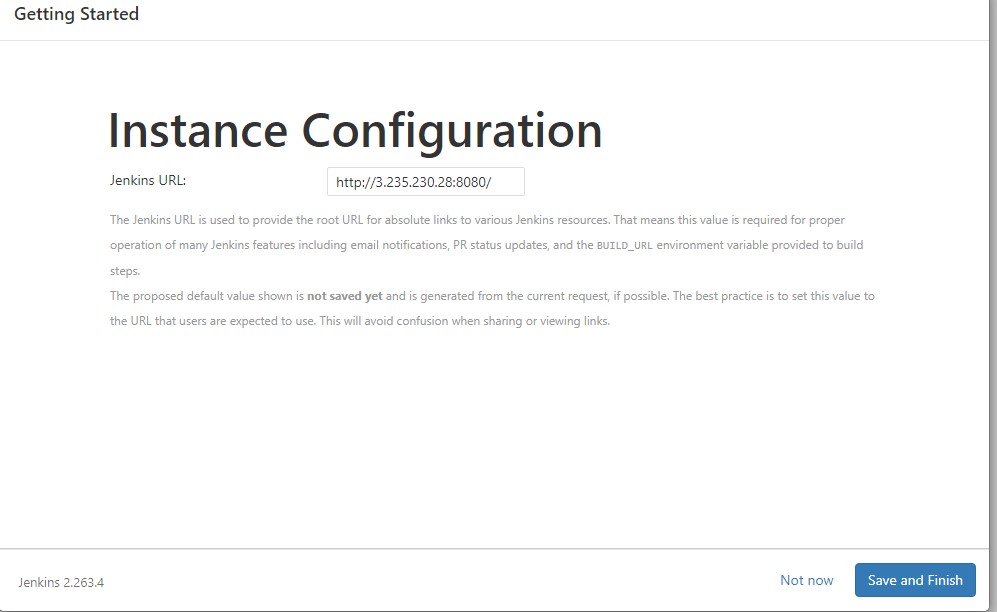 Getting Started
Instance Configuration
Jenkins URL: http://3.235.230.28:8080/
The Jenkins URL is used to provide the root URL for absolute links to various Jenkins resources. That means this value is required for proper
operation of many Jenkins features including email notifications, PR status updates, and the BUILD_URL environment variable provided to build
steps.
The proposed default value shown is not saved yet and is generated from the current request, if possible. The best practice is to set this value to
the URL that users are expected to use. This will avoid confusion when sharing or viewing links.
Jenkins 2.263.4 Not now Save and Finish